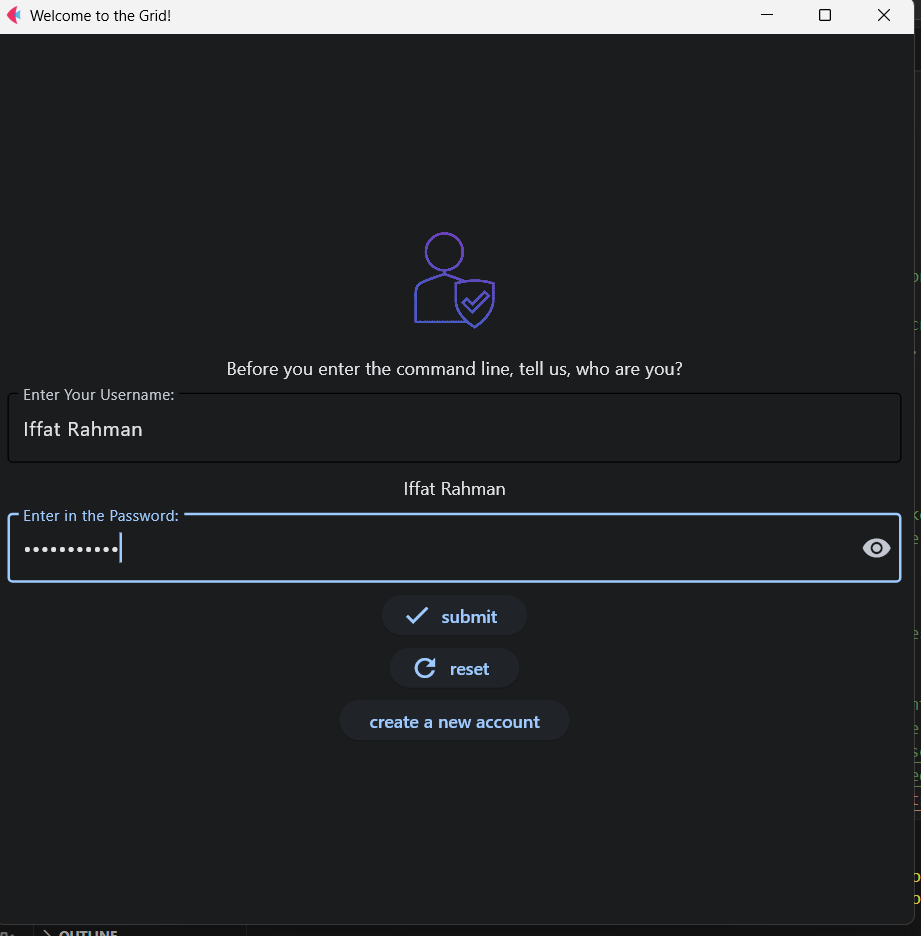 Welcome to the Grid!
Before you enter the command line, tell us, who are you?
Enter Your Username:
Iffat Rahman
Iffat Rahman
Enter in the Password:
•••••••••••
submit
reset
create a new account
OUTLINE